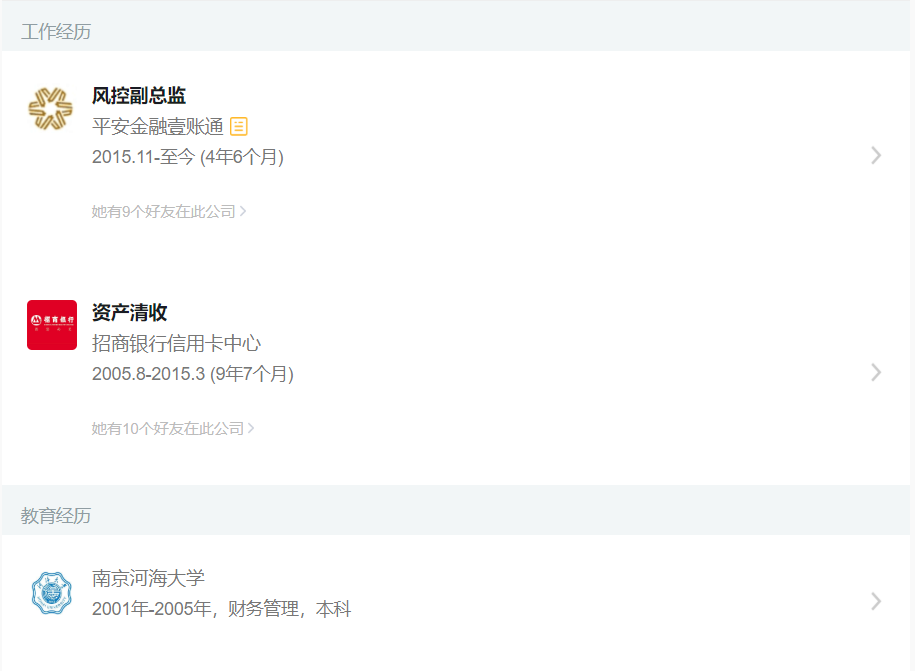 工作经历
风控副总监
平安金融壹账通
2015.11-至今 (4年6个月)
她有9个好友在此公司
招商银行
资产清收
招商银行信用卡中心
2005.8-2015.3 (9年7个月)
她有10个好友在此公司
教育经历
南京河海大学
2001年-2005年，财务管理，本科